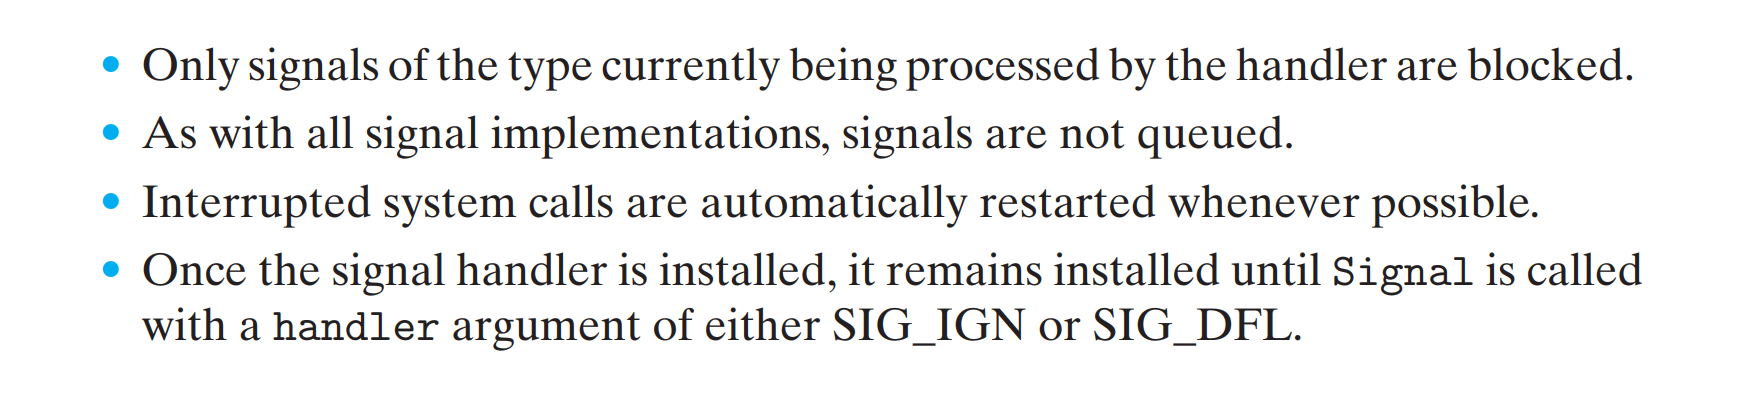 • Only signals of the type currently being processed by the handler are blocked.
• As with all signal implementations, signals are not queued.
• Interrupted system calls are automatically restarted whenever possible.
• Once the signal handler is installed, it remains installed until Signal is called
with a handler argument of either SIG_IGN or SIG_DFL.